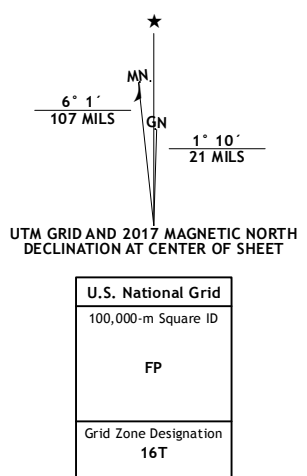 ★
MN.
6° 1´
107 MILS
GN
1° 10´
21 MILS
UTM GRID AND 2017 MAGNETIC NORTH
DECLINATION AT CENTER OF SHEET
U.S. National Grid
100,000-m Square ID
FP
Grid Zone Designation
16T